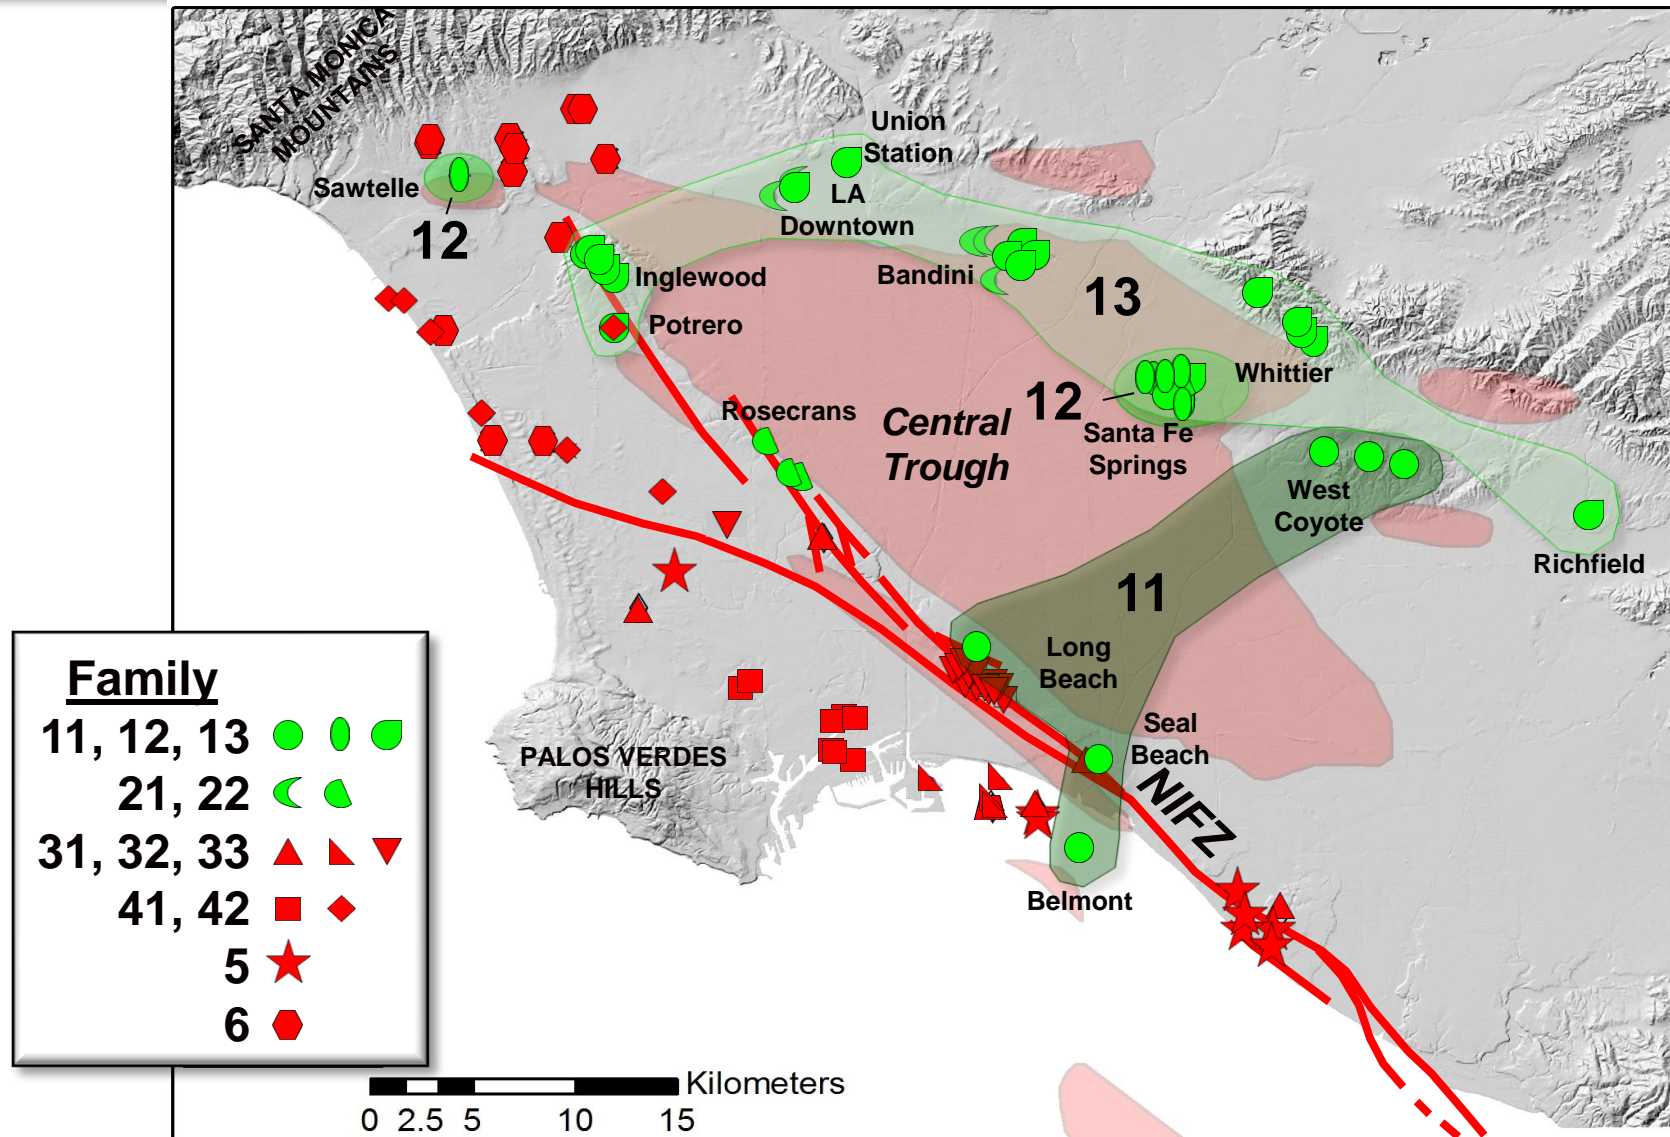 SANTA MONICA
MOUNTAINS
Union
Station
Sawtelle
LA
Downtown
12
Inglewood
Bandini
13
Potrero
Whittier
Rosecrans
12
Central
Trough
Santa Fe
Springs
West
Coyote
Richfield
11
Long
Beach
Seal
Beach
PALOS VERDES
HILLS
NIFZ
Belmont
Family
11, 12, 13
21, 22
31, 32, 33
41, 42
5
6
Kilometers
0 2.5 5 10 15